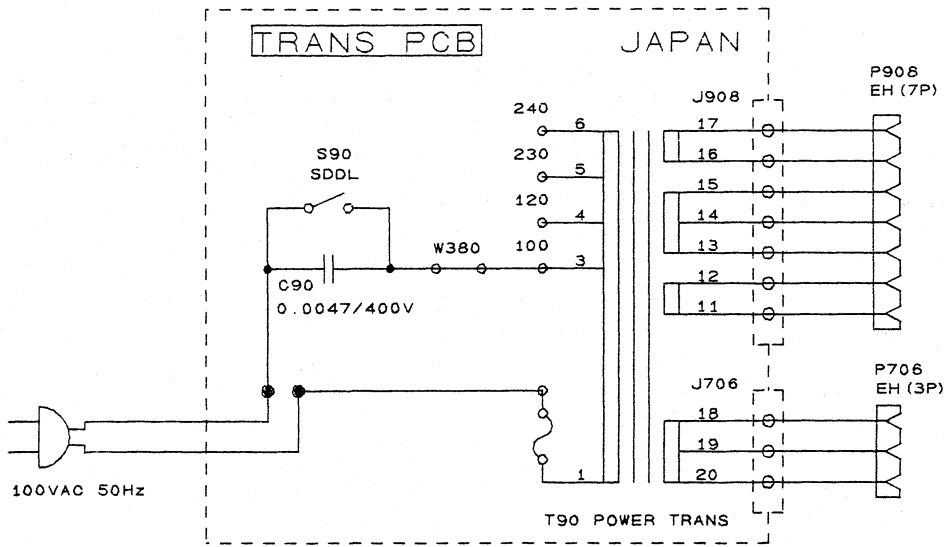 TRANS PCB
JAPAN
P908
EH (7P)
J908
240
6
17
S90
SDDL
230
5
16
15
120
4
14
W380
100
3
13
C90
0.0047/400V
12
11
P706
EH (3P)
J706
18
19
1
20
100VAC 50Hz
T90 POWER TRANS